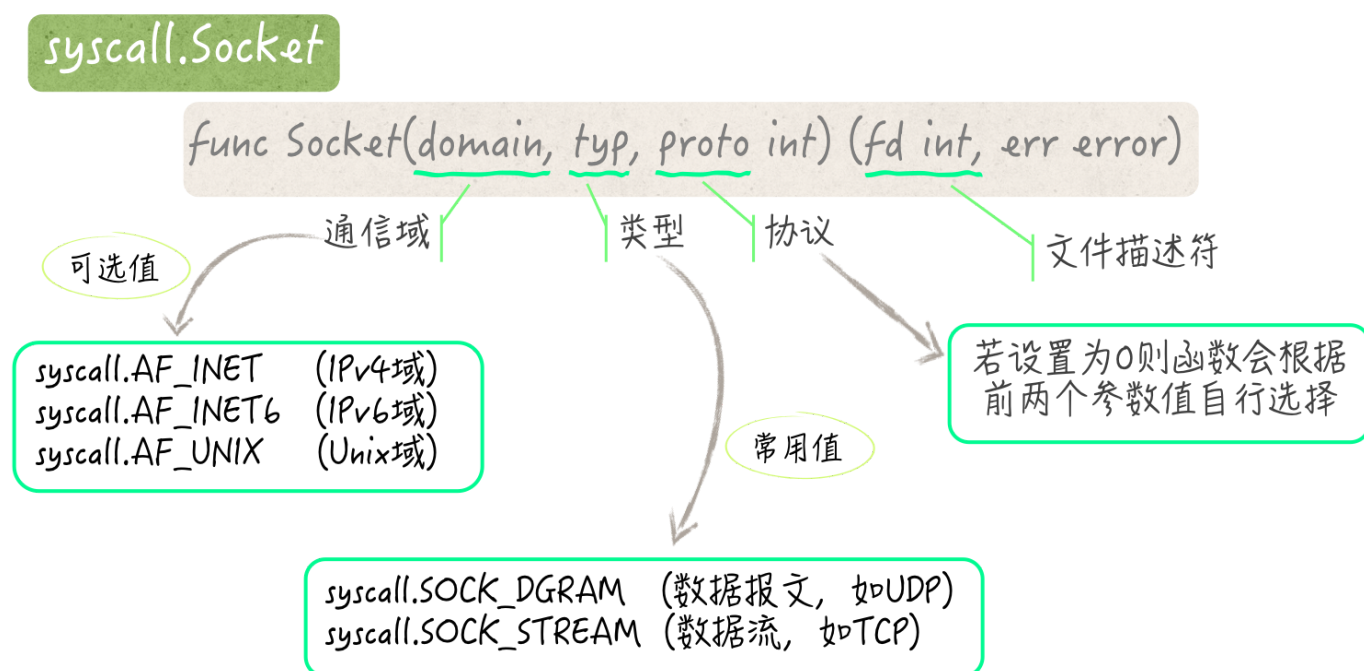 syscall.Socket
func Socket(domain, typ, proto int) (fd int, err error)
通信域
类型
协议
文件描述符
可选值
syscall.AF_INET (IPv4域)
syscall.AF_INET6 (IPv6域)
syscall.AF_UNIX (Unix域)
若设置为0则函数会根据
前两个参数值自行选择
常用值
syscall.SOCK_DGRAM (数据报文, 如UDP)
syscall.SOCK_STREAM (数据流, 如TCP)